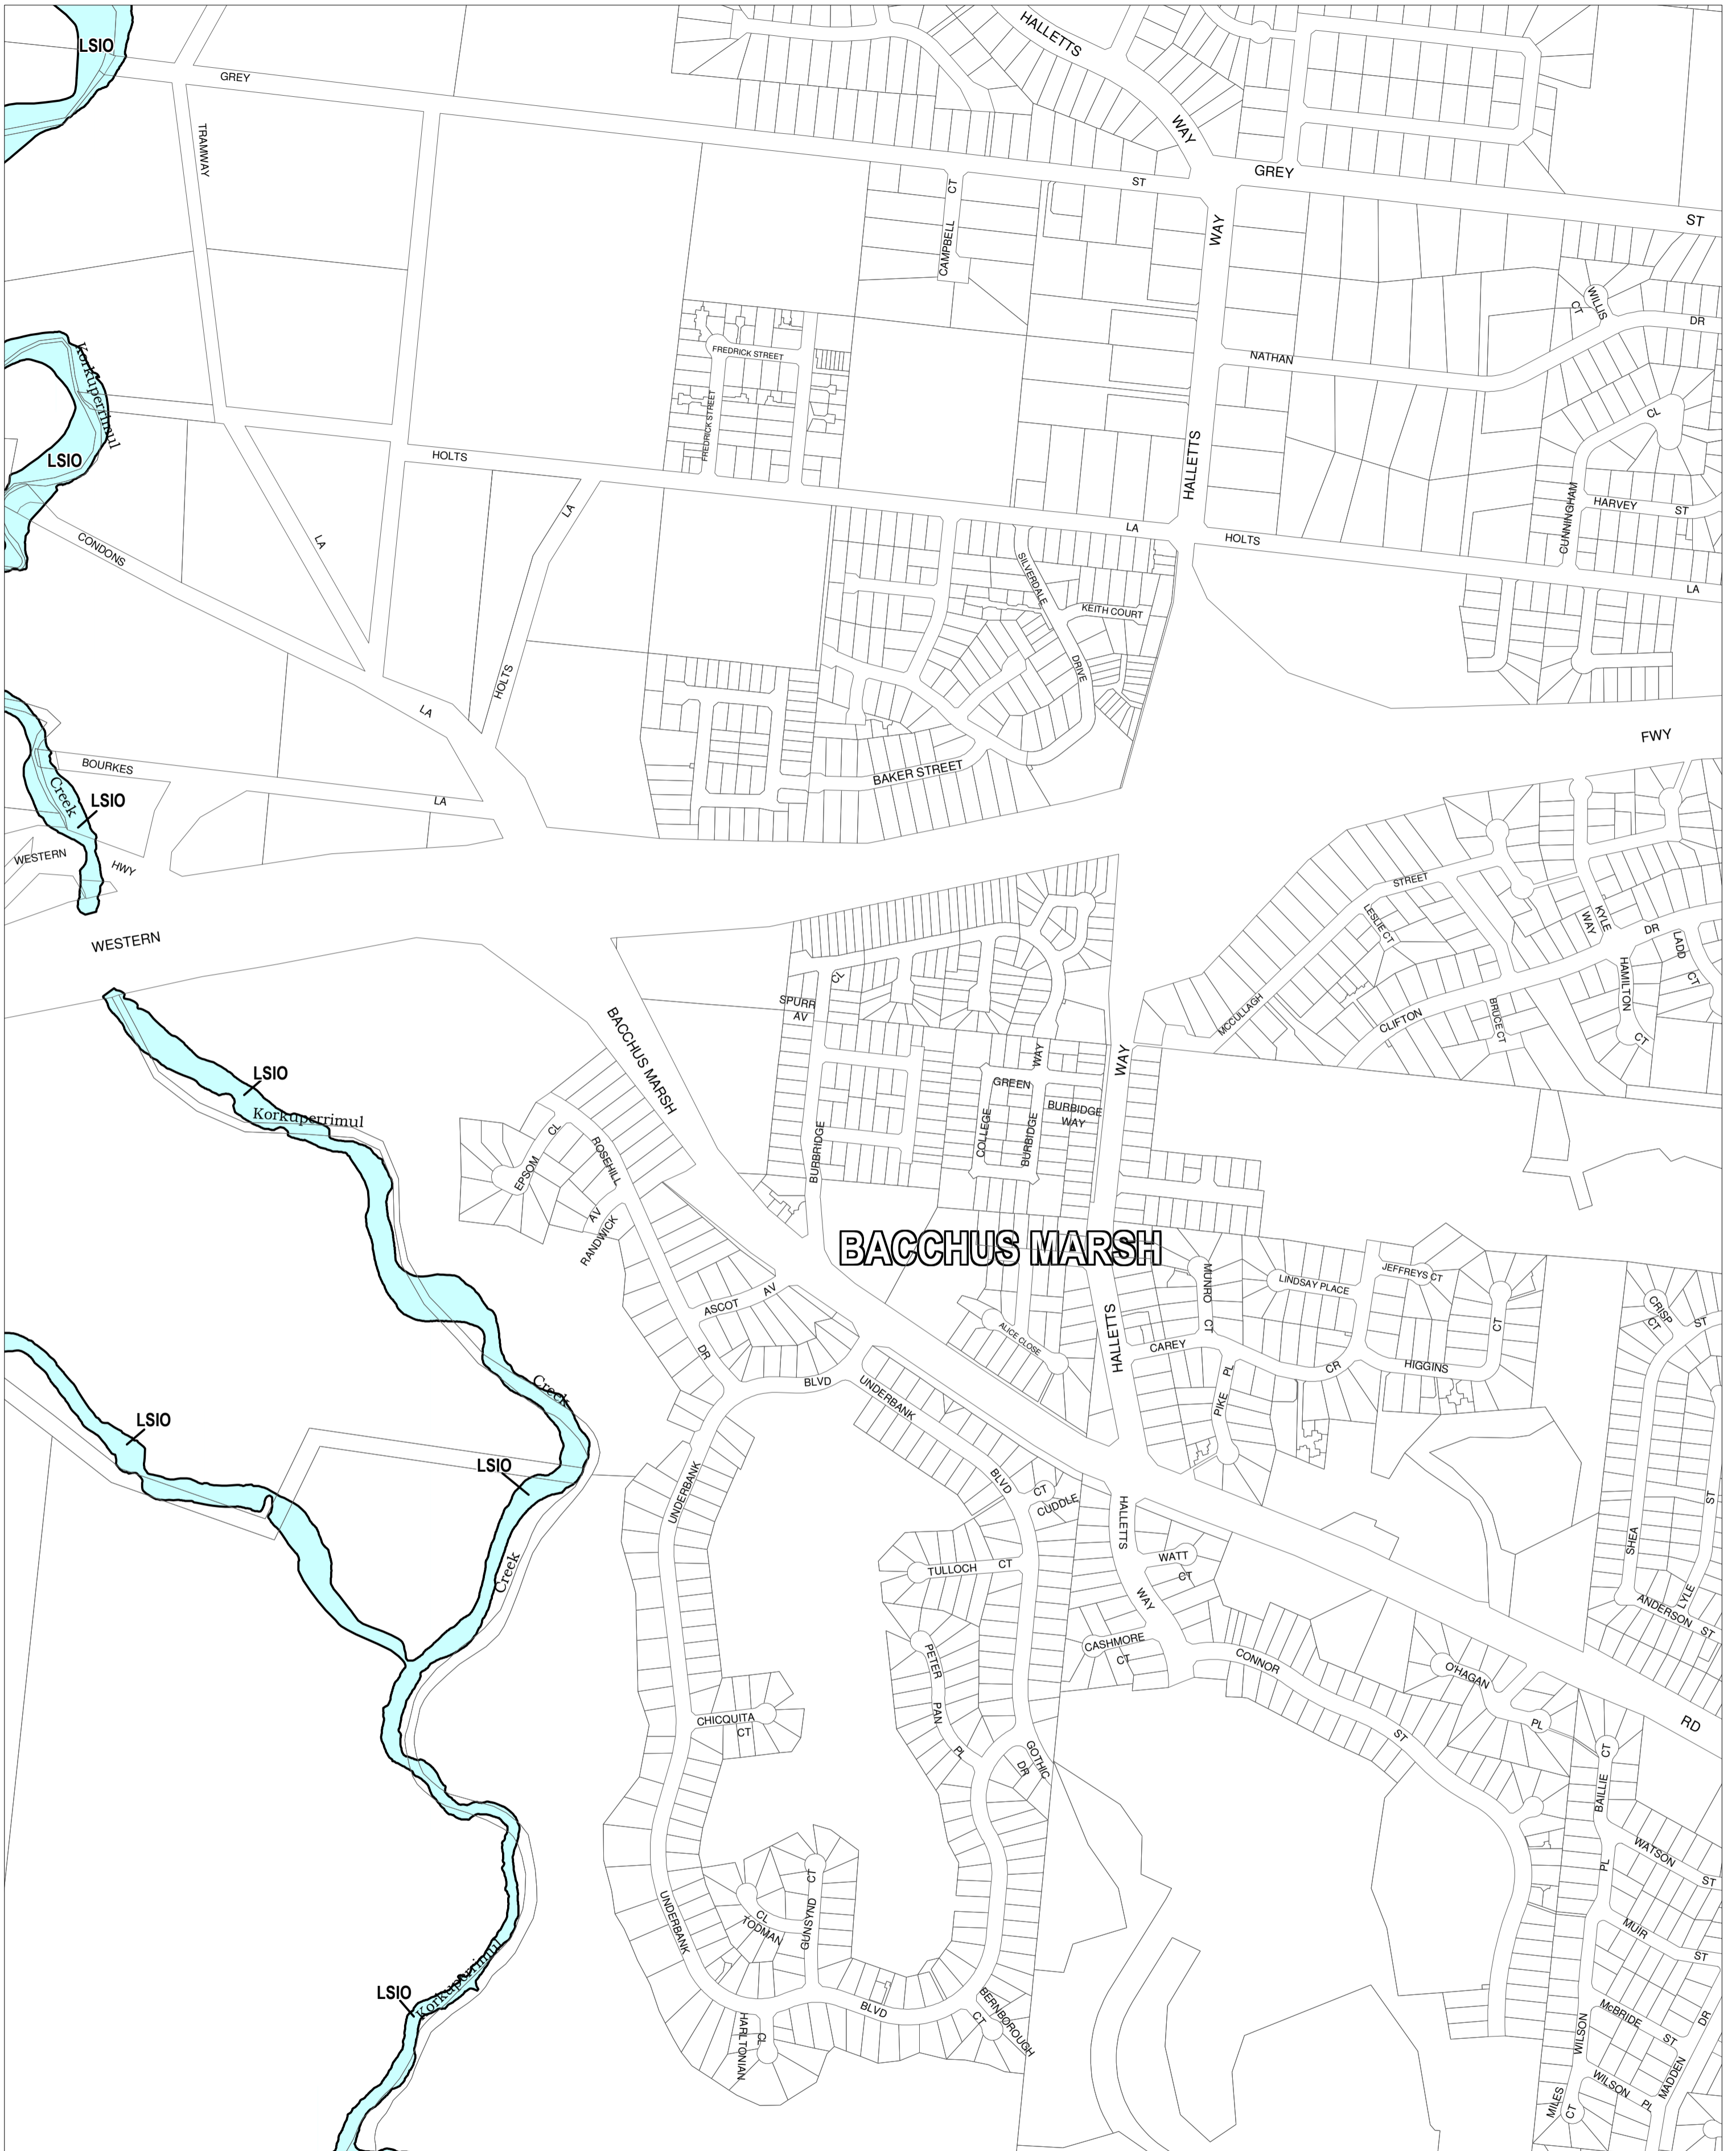 LSIO
HALLETTS
WAY
GREY
TRAMWAY
ST
GREY
ST
CAMPBELL
CT
WAY
WILLIS
CT
DR
NATHAN
Korkuperrimul
FREDRICK STREET
FREDRICK STREET
CL
LSIO
HOLTS
HALLETTS
LA
CUNNINGHAM
HARVEY
ST
LA
HOLTS
LA
CONDONS
LA
SILVERDALE
KEITH COURT
DRIVE
HOLTS
LA
FWY
BOURKES
LA
BAKER STREET
Creek
LSIO
WESTERN
HWY
WESTERN
STREET
LESLIE CT
KYLE
WAY
DR
LADD
CT
HAMILTON
CT
SPURR
AV
CL
MCCULLAGH
CLIFTON
BRUCE CT
BACCHUS MARSH
WAY
WAY
LSIO
Korkuperrimul
GREEN
BURBIDGE
WAY
COLLEGE
BURBIDGE
BURBRIDGE
CL
EPSOM
ROSEHILL
AV
RANDWICK
BACCHUS MARSH
MUNRO
CT
LINDSAY PLACE
JEFFREYS CT
CRISP
CT
ST
ASCOT
AV
DR
ALICE CLOSE
HALLETTS
CAREY
CR
HIGGINS
CT
BLVD
UNDERBANK
PIKE
PL
Creek
LSIO
LSIO
UNDERBANK
BLVD
CT
CUDDLE
HALLETTS
WAY
SHEA
ST
LYLE
ANDERSON
ST
Creek
TULLOCH
CT
WATT
CT
CASHMORE
CT
CONNOR
ST
PETER
PAN
PL
O'HAGAN
PL
RD
CHICQUITA
CT
GOTHIC
DR
BAILLIE
CT
WATSON
ST
PL
UNDERBANK
CL
TODMAN
GUNSYND
CT
MUIR
ST
Korkuperrimul
LSIO
BLVD
BERNBOROUGH
CT
HARLTONIAN
CL
McBRIDE
ST
WILSON
DR
MADDEN
WILSON
PL
MILES
CT